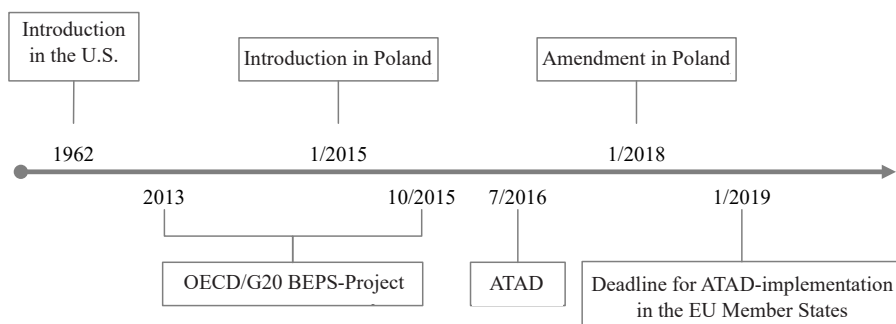 Introduction
in the U.S.
Introduction in Poland
Amendment in Poland
1962
1/2015
1/2018
2013
10/2015
7/2016
1/2019
OECD/G20 BEPS-Project
ATAD
Deadline for ATAD-implementation
in the EU Member States